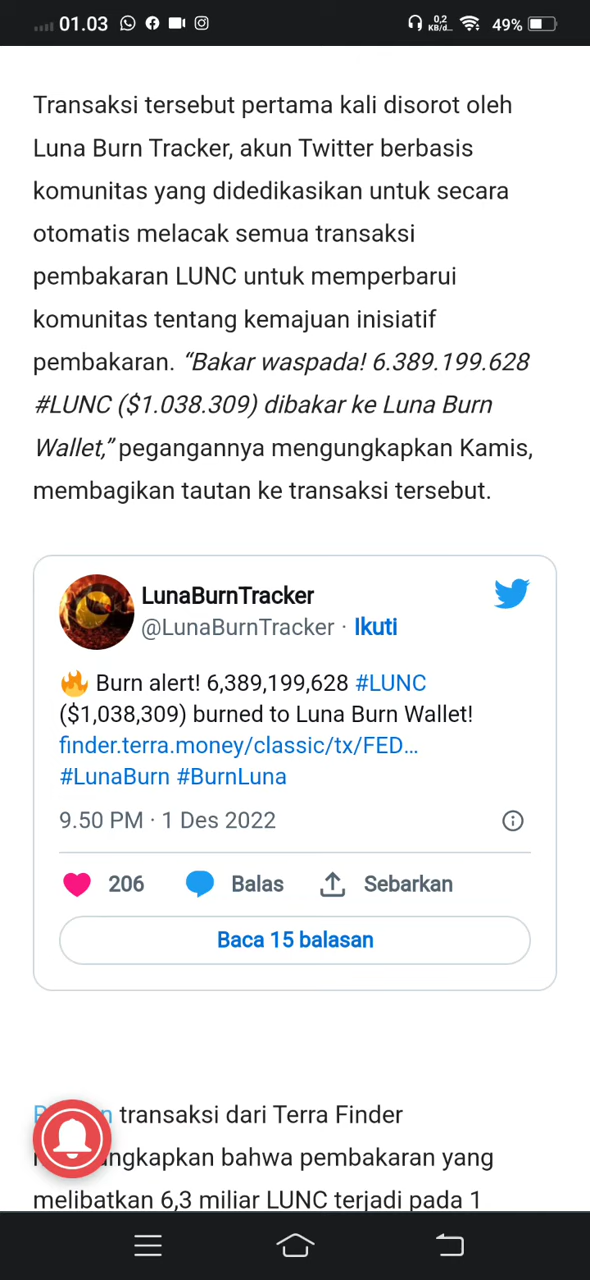 01.03
0,2
KB/d...
49%
Transaksi tersebut pertama kali disorot oleh
Luna Burn Tracker, akun Twitter berbasis
komunitas yang didedikasikan untuk secara
otomatis melacak semua transaksi
pembakaran LUNC untuk memperbarui
komunitas tentang kemajuan inisiatif
pembakaran. “Bakar waspada! 6.389.199.628
#LUNC ($1.038.309) dibakar ke Luna Burn
Wallet,” pegangannya mengungkapkan Kamis,
membagikan tautan ke transaksi tersebut.
LunaBurnTracker
@LunaBurnTracker · Ikuti
🔥 Burn alert! 6,389,199,628 #LUNC
($1,038,309) burned to Luna Burn Wallet!
finder.terra.money/classic/tx/FED…
#LunaBurn #BurnLuna
9.50 PM · 1 Des 2022
206 Balas Sebarkan
Baca 15 balasan
transaksi dari Terra Finder
bahwa pembakaran yang
melibatkan 6,3 miliar LUNC terjadi pada 1